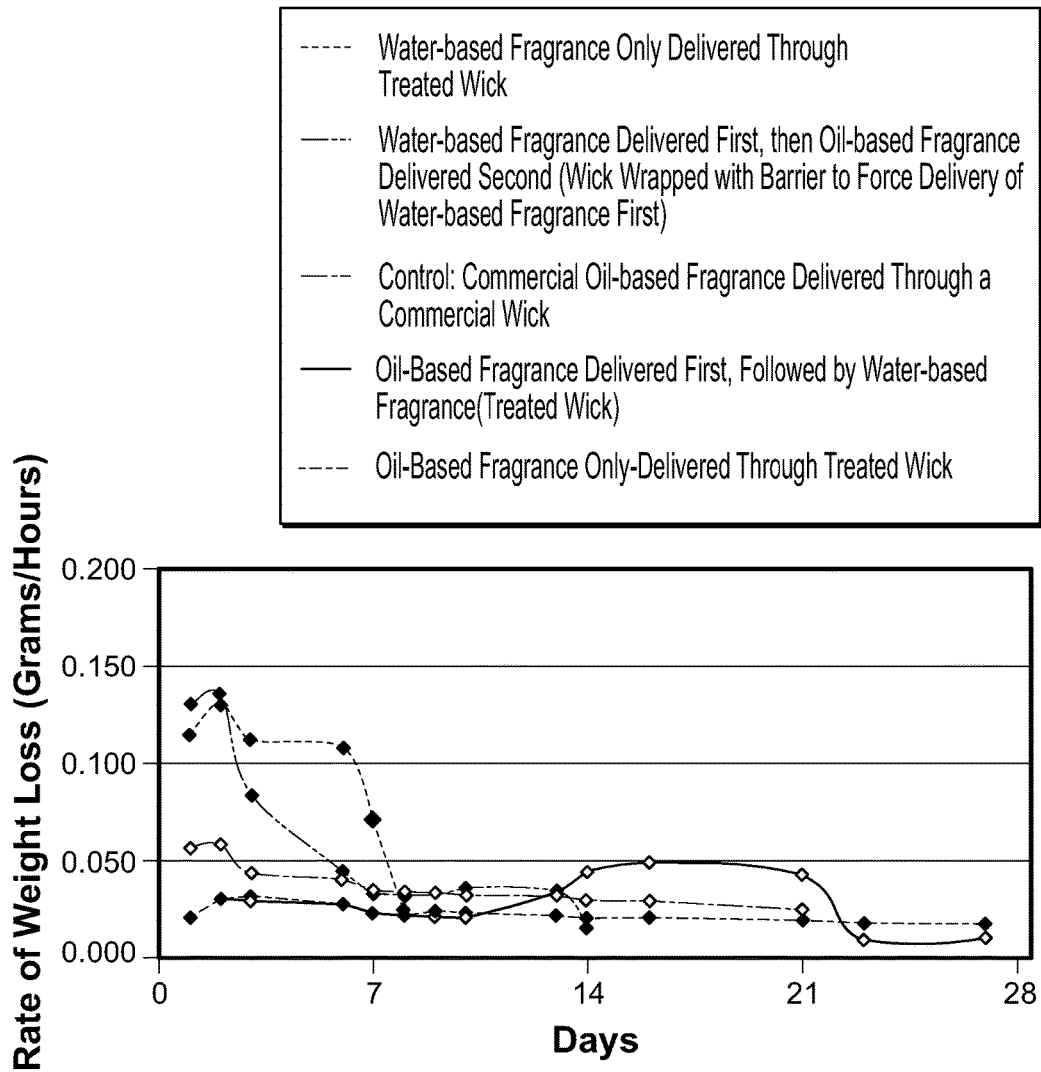 Water-based Fragrance Only Delivered Through
Treated Wick
Water-based Fragrance Delivered First, then Oil-based Fragrance
Delivered Second (Wick Wrapped with Barrier to Force Delivery of
Water-based Fragrance First)
Control: Commercial Oil-based Fragrance Delivered Through a
Commercial Wick
Oil-Based Fragrance Delivered First, Followed by Water-based
Fragrance(Treated Wick)
Oil-Based Fragrance Only-Delivered Through Treated Wick
Rate of Weight Loss (Grams/Hours)
0.200
0.150
0.100
0.050
0.000
0 7 14 21 28
Days